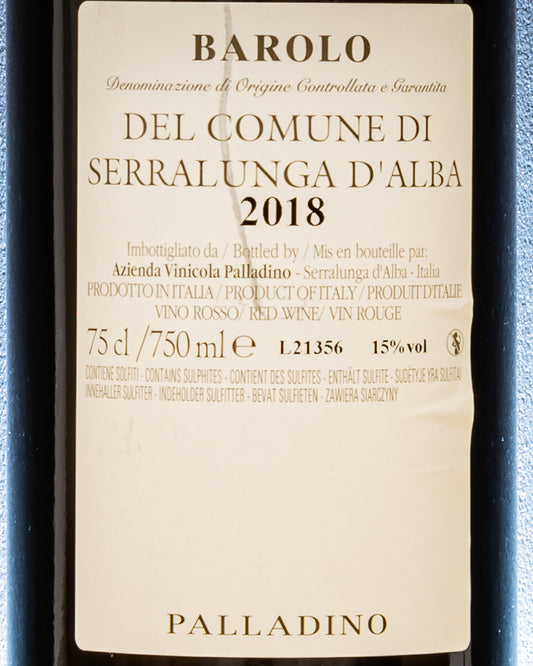 BAROLO
Denominazione di Origine Controllata e Garantita
DEL COMUNE DI
SERRALUNGA D'ALBA
2018
Imbottigliato da / Bottled by / Mis en bouteille par:
Azienda Vinicola Palladino - Serralunga d'Alba - Italia
PRODOTTO IN ITALIA / PRODUCT OF ITALY / PRODUIT D'ITALIE
VINO ROSSO/ RED WINE/ VIN ROUGE
75 cl /750 ml ℮ L21356 15%vol
CONTIENE SOLFITI - CONTAINS SULPHITES - CONTIENT DES SULFITES - ENTHÄLT SULFITE - SUDĖTYJE YRA SULFITAI
INNEHALLER SULFITER - INDEHOLDER SULFITTER - BEVAT SULFIETEN - ZAWIERA SIARCZYNY
PALLADINO